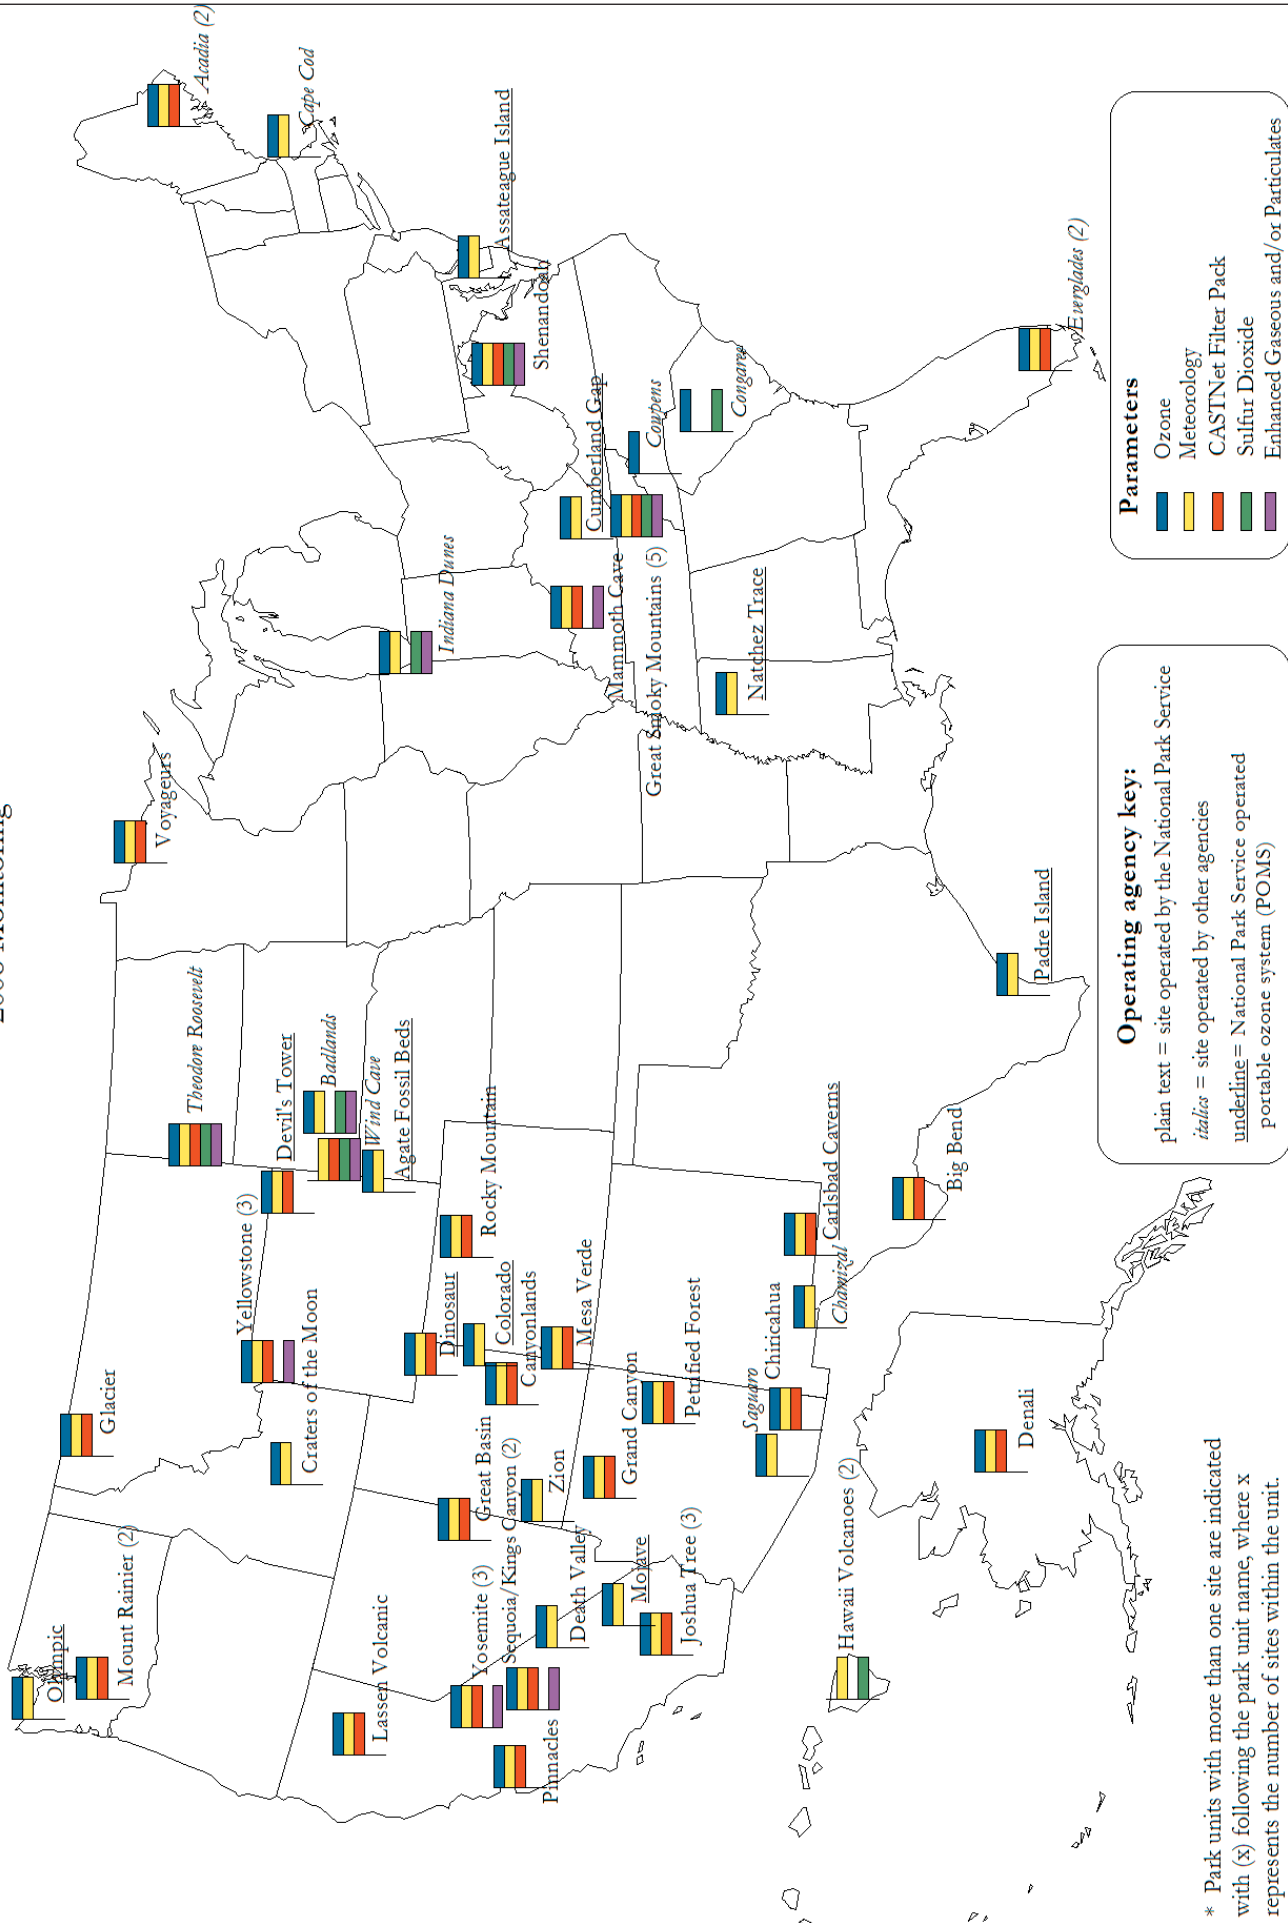 Olympic
Mount Rainier (2)
Glacier
Voyageurs
Acadia (2)
Cape Cod
Theodore Roosevelt
Yellowstone (3)
Devil's Tower
Badlands
Wind Cave
Agate Fossil Beds
Craters of the Moon
Indiana Dunes
Assateague Island
Shenandoah
Lassen Volcanic
Great Basin
Dinosaur
Rocky Mountain
Colorado
Canyonlands
Yosemite (3)
Sequoia/Kings Canyon (2)
Pinnacles
Zion
Death Valley
Mesa Verde
Cumberland Gap
Mammoth Cave
Great Smoky Mountains (5)
Cowpens
Congaree
Grand Canyon
Mojave
Joshua Tree (3)
Petrified Forest
Natchez Trace
Saguaro
Chiricahua
Carlsbad Caverns
Chamizal
Hawaii Volcanoes (2)
Big Bend
Padre Island
Everglades (2)
Denali
* Park units with more than one site are indicated
with (x) following the park unit name, where x
represents the number of sites within the unit.
Operating agency key:
plain text = site operated by the National Park Service
italics = site operated by other agencies
underline= National Park Service operated
portable ozone system (POMS)
Parameters
Ozone
Meteorology
CASTNet Filter Pack
Sulfur Dioxide
Enhanced Gaseous and/or Particulates